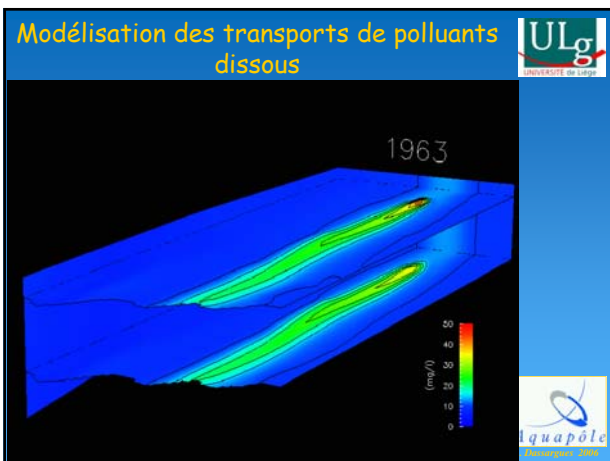 Modélisation des transports de polluants
dissous
ULg
UNIVERSITÉ de Liège
1963
50
40
30
20
10
0
(mg/l)
Aquapôle
Dassargues 2006